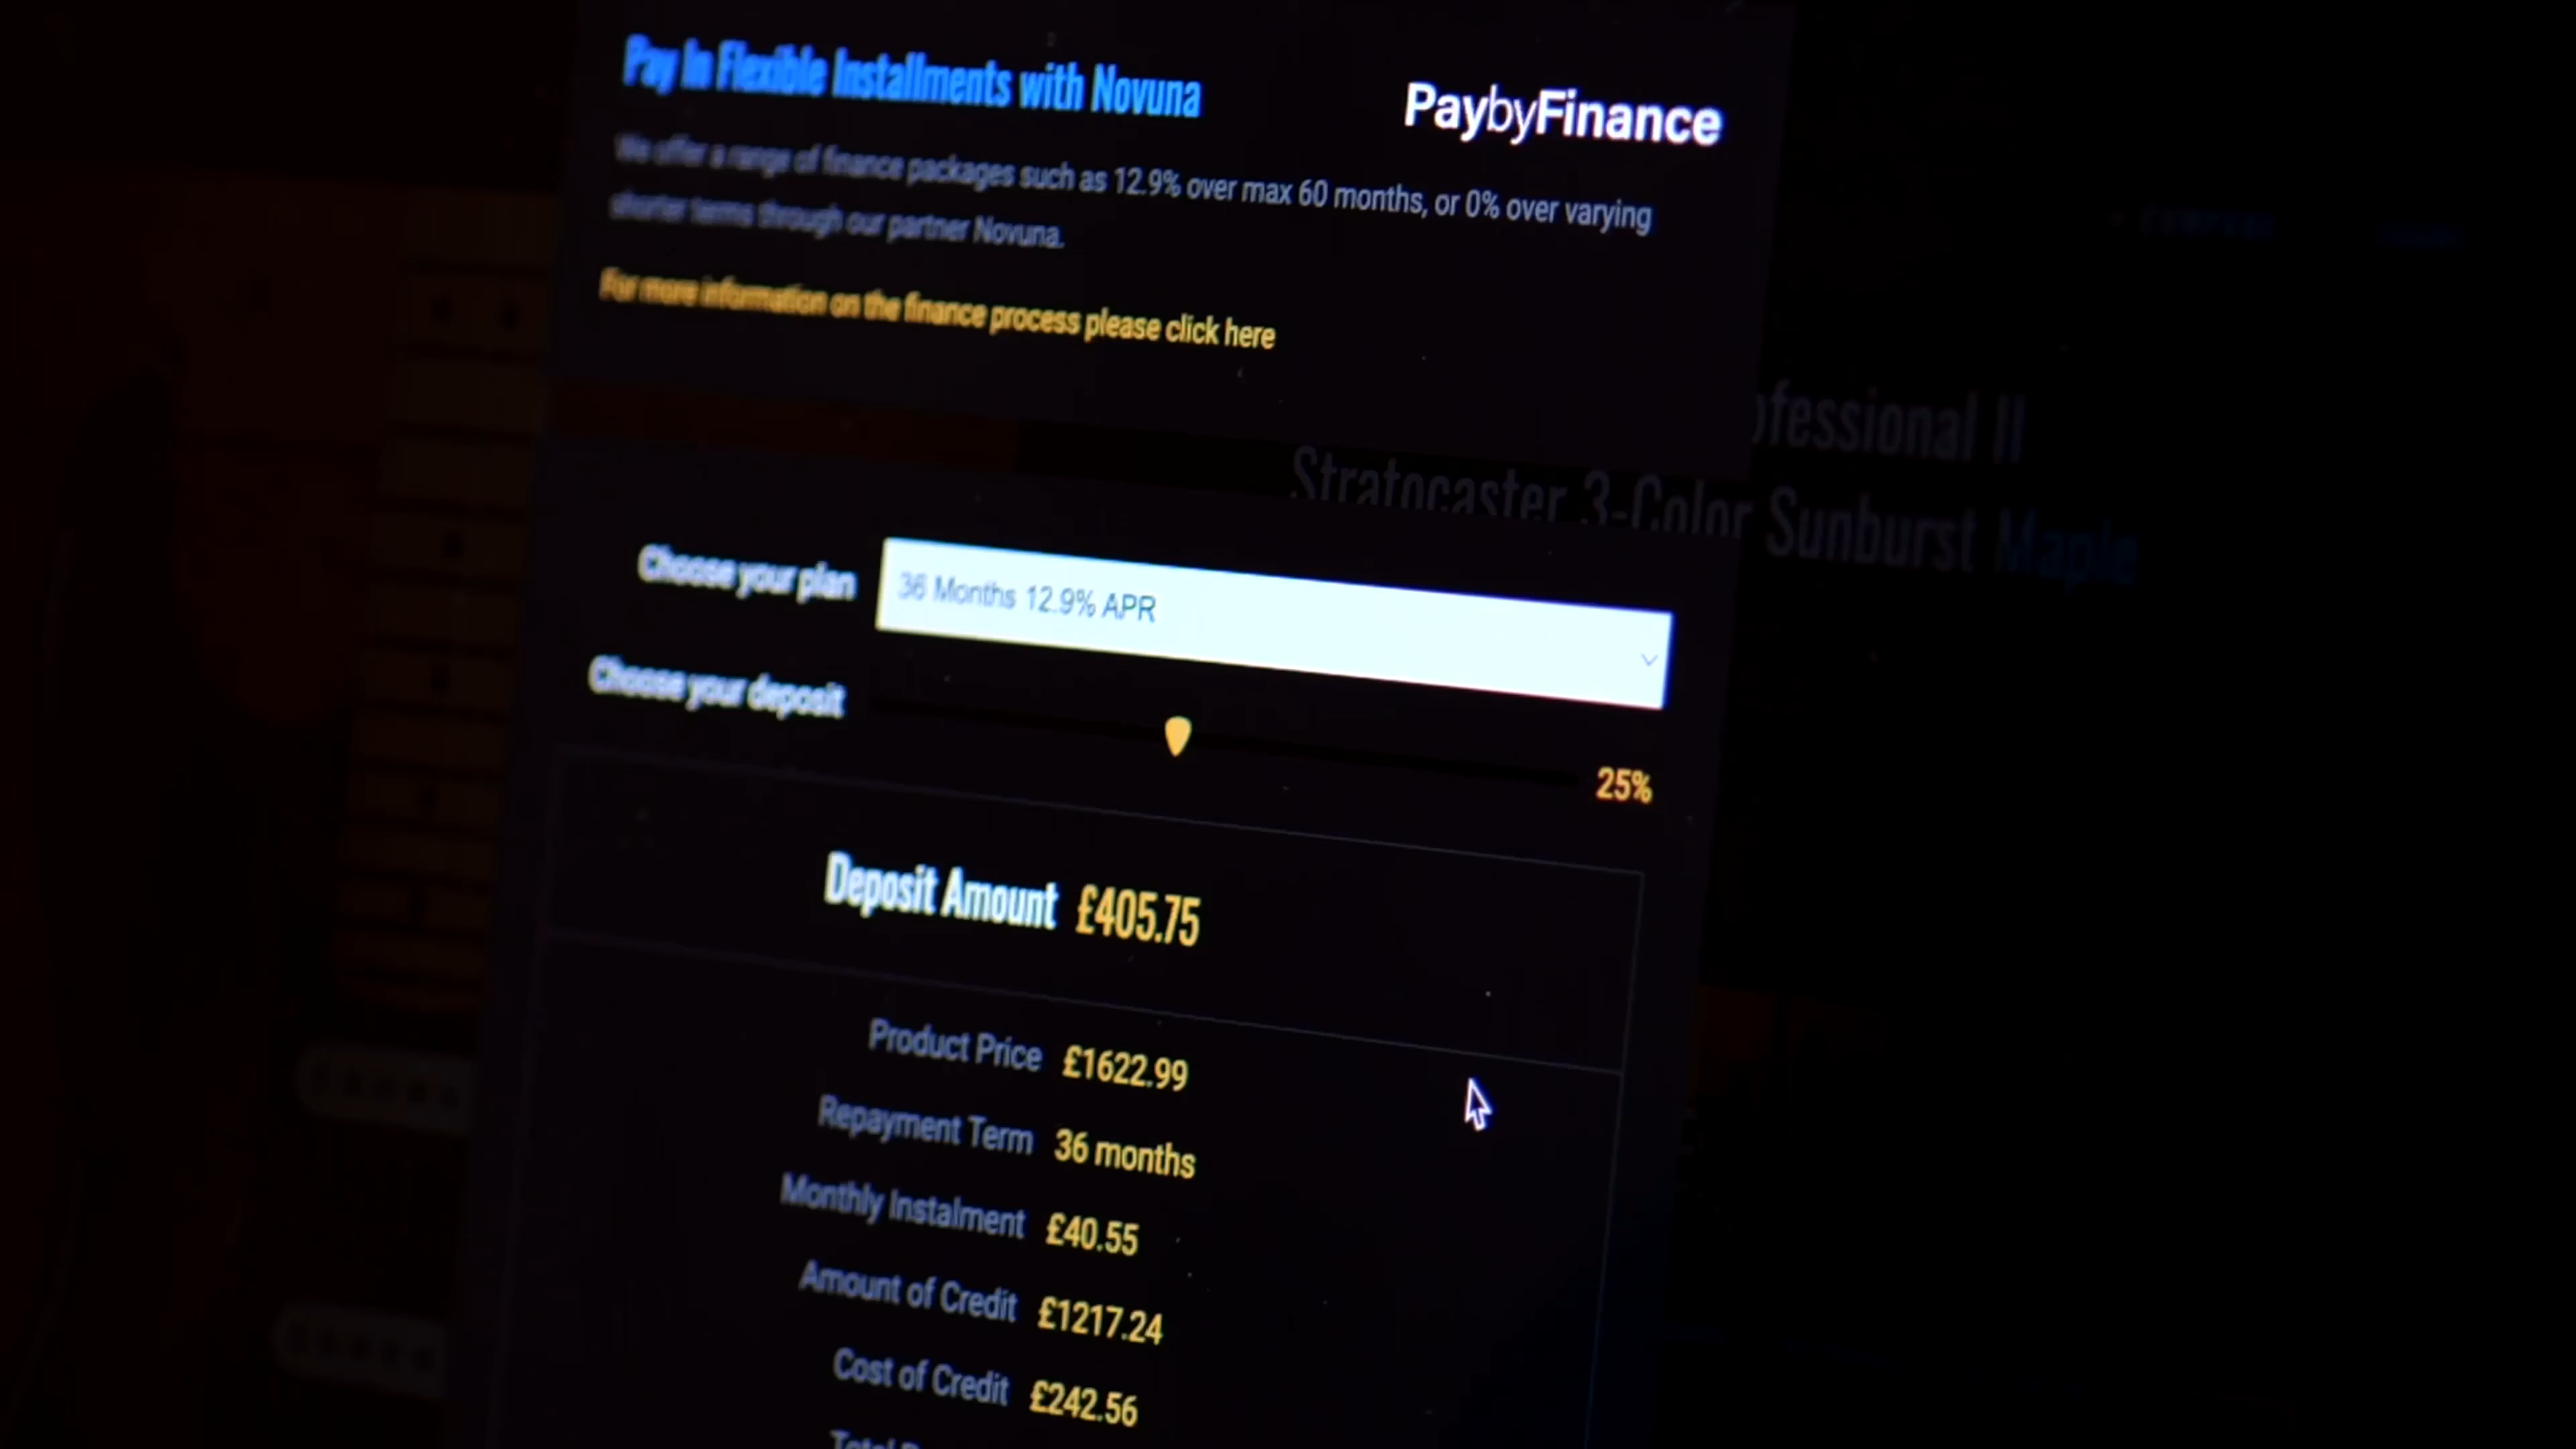 Pay In Flexible Installments with Novuna
PaybyFinance
We offer a range of finance packages such as 12.9% over max 60 months, or 0% over varying
shorter terms through our partner Novuna.
For more information on the finance process please click here
ofessional II
Stratocaster 3-Color Sunburst Maple
Choose your plan
36 Months 12.9% APR
Choose your deposit
25%
Deposit Amount £405.75
Product Price £1622.99
Repayment Term 36 months
Monthly Instalment £40.55
Amount of Credit £1217.24
Cost of Credit £242.56